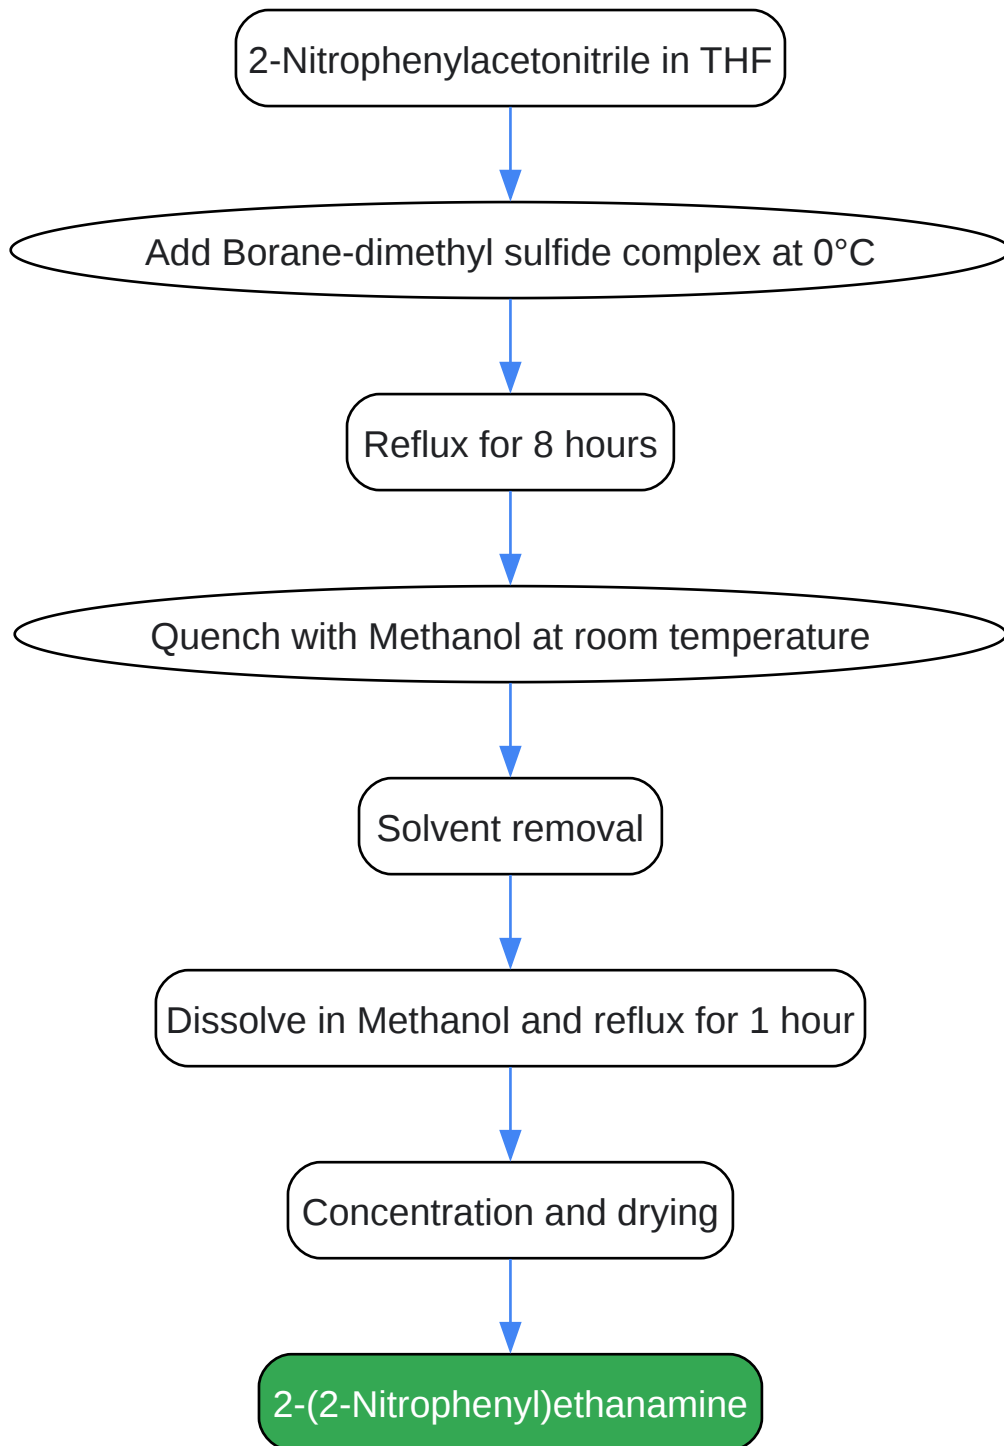 2-Nitrophenylacetonitrile in THF
Add Borane-dimethyl sulfide complex at 0°C
Reflux for 8 hours
Quench with Methanol at room temperature
Solvent removal
Dissolve in Methanol and reflux for 1 hour
Concentration and drying
2-(2-Nitrophenyl)ethanamine